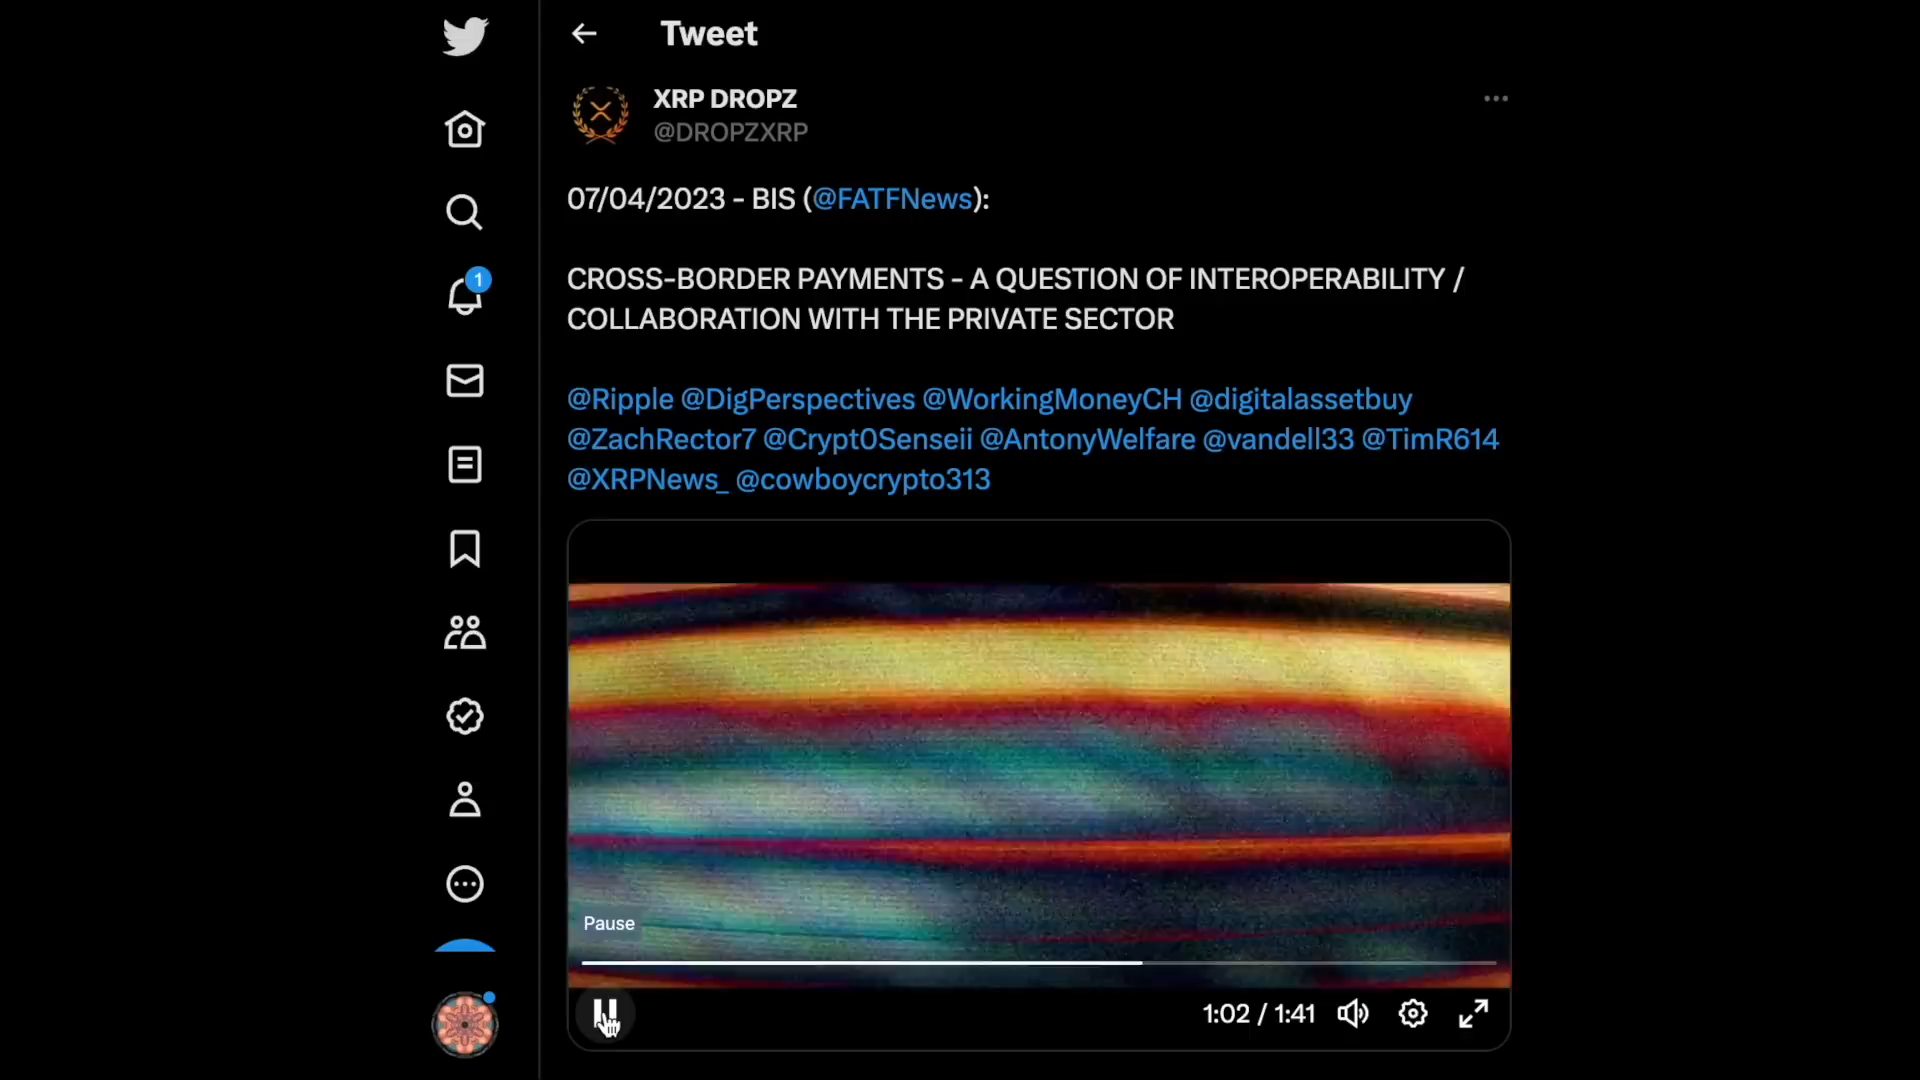 Tweet
XRP DROPZ
@DROPZXRP
07/04/2023 - BIS (@FATFNews):
CROSS-BORDER PAYMENTS - A QUESTION OF INTEROPERABILITY /
COLLABORATION WITH THE PRIVATE SECTOR
@Ripple @DigPerspectives @WorkingMoneyCH @digitalassetbuy
@ZachRector7 @Crypt0Senseii @AntonyWelfare @vandell33 @TimR614
@XRPNews_ @cowboycrypto313
1
Pause
1:02 / 1:41